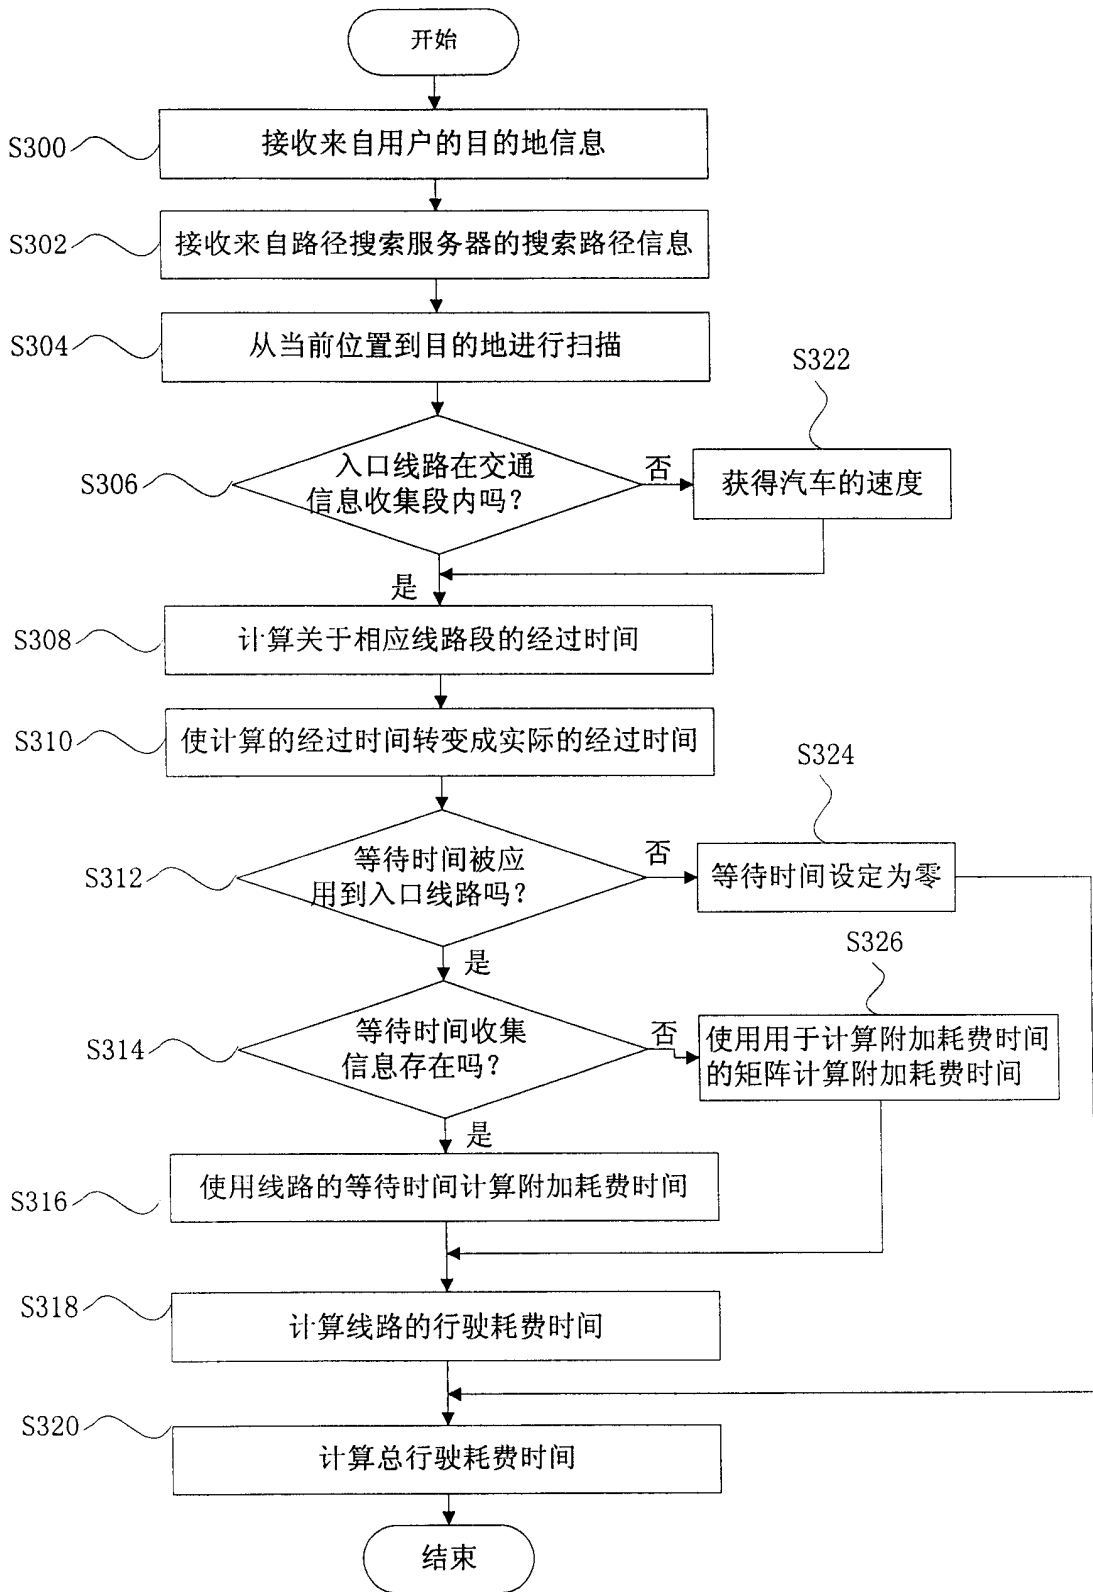 开始
S300
接收来自用户的目的地信息
S302
接收来自路径搜索服务器的搜索路径信息
S304
从当前位置到目的地进行扫描
S322
S306
入口线路在交通
信息收集段内吗?
否
获得汽车的速度
是
S308
计算关于相应线路段的经过时间
S310
使计算的经过时间转变成实际的经过时间
S324
S312
等待时间被应
用到入口线路吗?
否
等待时间设定为零
是
S326
S314
等待时间收集
信息存在吗?
否
使用用于计算附加耗费时间
的矩阵计算附加耗费时间
是
S316
使用线路的等待时间计算附加耗费时间
S318
计算线路的行驶耗费时间
S320
计算总行驶耗费时间
结束